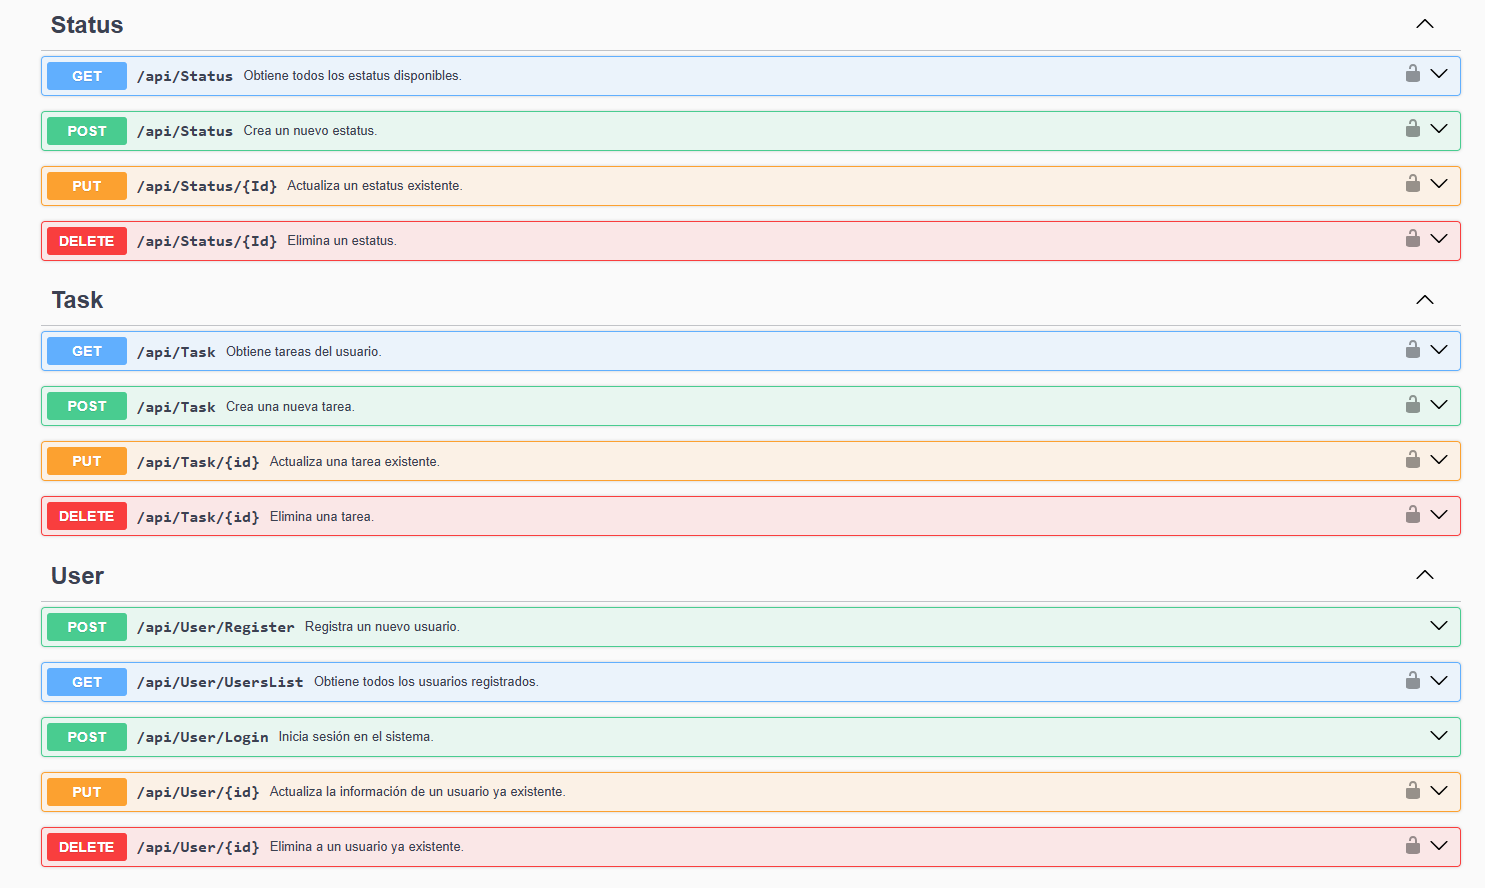 Status
GET /api/Status Obtiene todos los estatus disponibles.
POST /api/Status Crea un nuevo estatus.
PUT /api/Status/{Id} Actualiza un estatus existente.
DELETE /api/Status/{Id} Elimina un estatus.
Task
GET /api/Task Obtiene tareas del usuario.
POST /api/Task Crea una nueva tarea.
PUT /api/Task/{id} Actualiza una tarea existente.
DELETE /api/Task/{id} Elimina una tarea.
User
POST /api/User/Register Registra un nuevo usuario.
GET /api/User/UsersList Obtiene todos los usuarios registrados.
POST /api/User/Login Inicia sesión en el sistema.
PUT /api/User/{id} Actualiza la información de un usuario ya existente.
DELETE /api/User/{id} Elimina a un usuario ya existente.